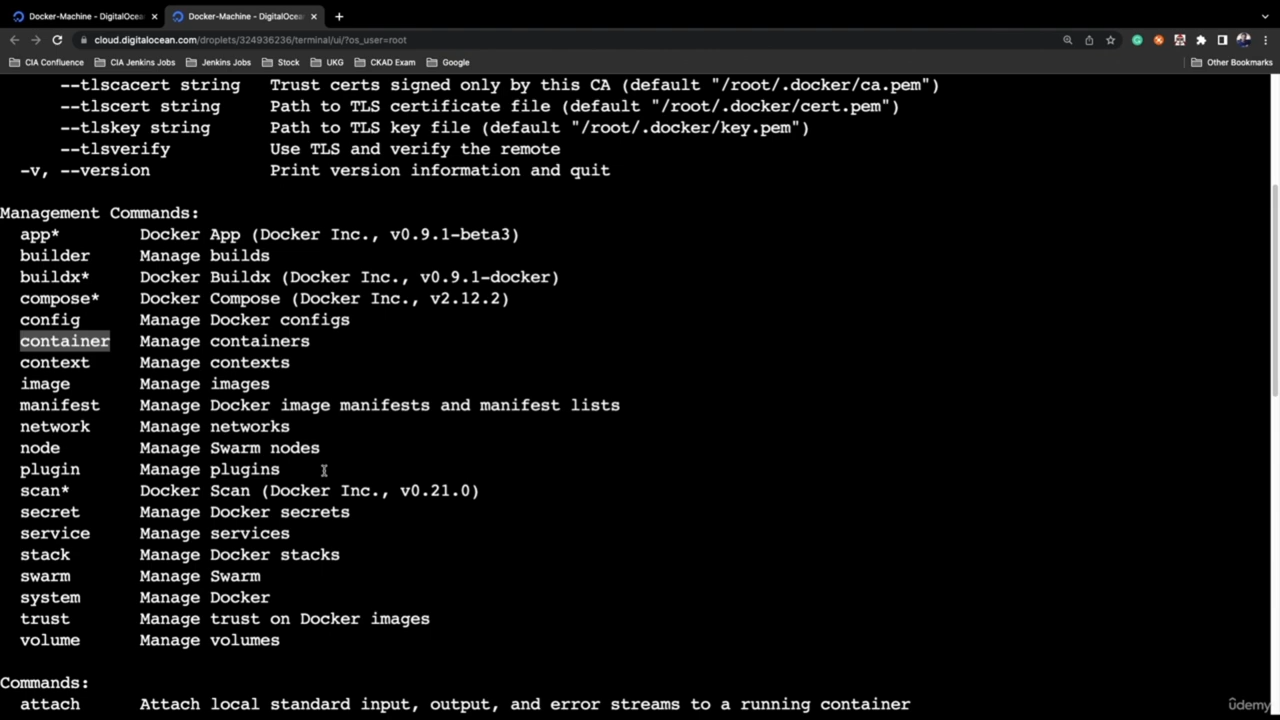 Docker-Machine - DigitalOcea
Docker-Machine - DigitalOcea
cloud.digitalocean.com/droplets/324936236/terminal/ui/?os_user=root
CIA Confluence CIA Jenkins Jobs Jenkins Jobs Stock UKG CKAD Exam Google Other Bookmarks
--tlscacert string Trust certs signed only by this CA (default "/root/.docker/ca.pem")
--tlscert string Path to TLS certificate file (default "/root/.docker/cert.pem")
--tlskey string Path to TLS key file (default "/root/.docker/key.pem")
--tlsverify Use TLS and verify the remote
-v, --version Print version information and quit
Management Commands:
app* Docker App (Docker Inc., v0.9.1-beta3)
builder Manage builds
buildx* Docker Buildx (Docker Inc., v0.9.1-docker)
compose* Docker Compose (Docker Inc., v2.12.2)
config Manage Docker configs
container Manage containers
context Manage contexts
image Manage images
manifest Manage Docker image manifests and manifest lists
network Manage networks
node Manage Swarm nodes
plugin Manage plugins
scan* Docker Scan (Docker Inc., v0.21.0)
secret Manage Docker secrets
service Manage services
stack Manage Docker stacks
swarm Manage Swarm
system Manage Docker
trust Manage trust on Docker images
volume Manage volumes
Commands:
attach Attach local standard input, output, and error streams to a running container
ûdemy